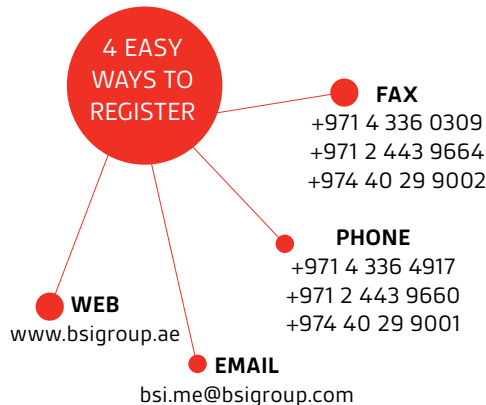 4 EASY
WAYS TO
REGISTER
FAX
+971 4 336 0309
+971 2 443 9664
+974 40 29 9002
PHONE
+971 4 336 4917
+971 2 443 9660
+974 40 29 9001
WEB
www.bsigroup.ae
EMAIL
bsi.me@bsigroup.com